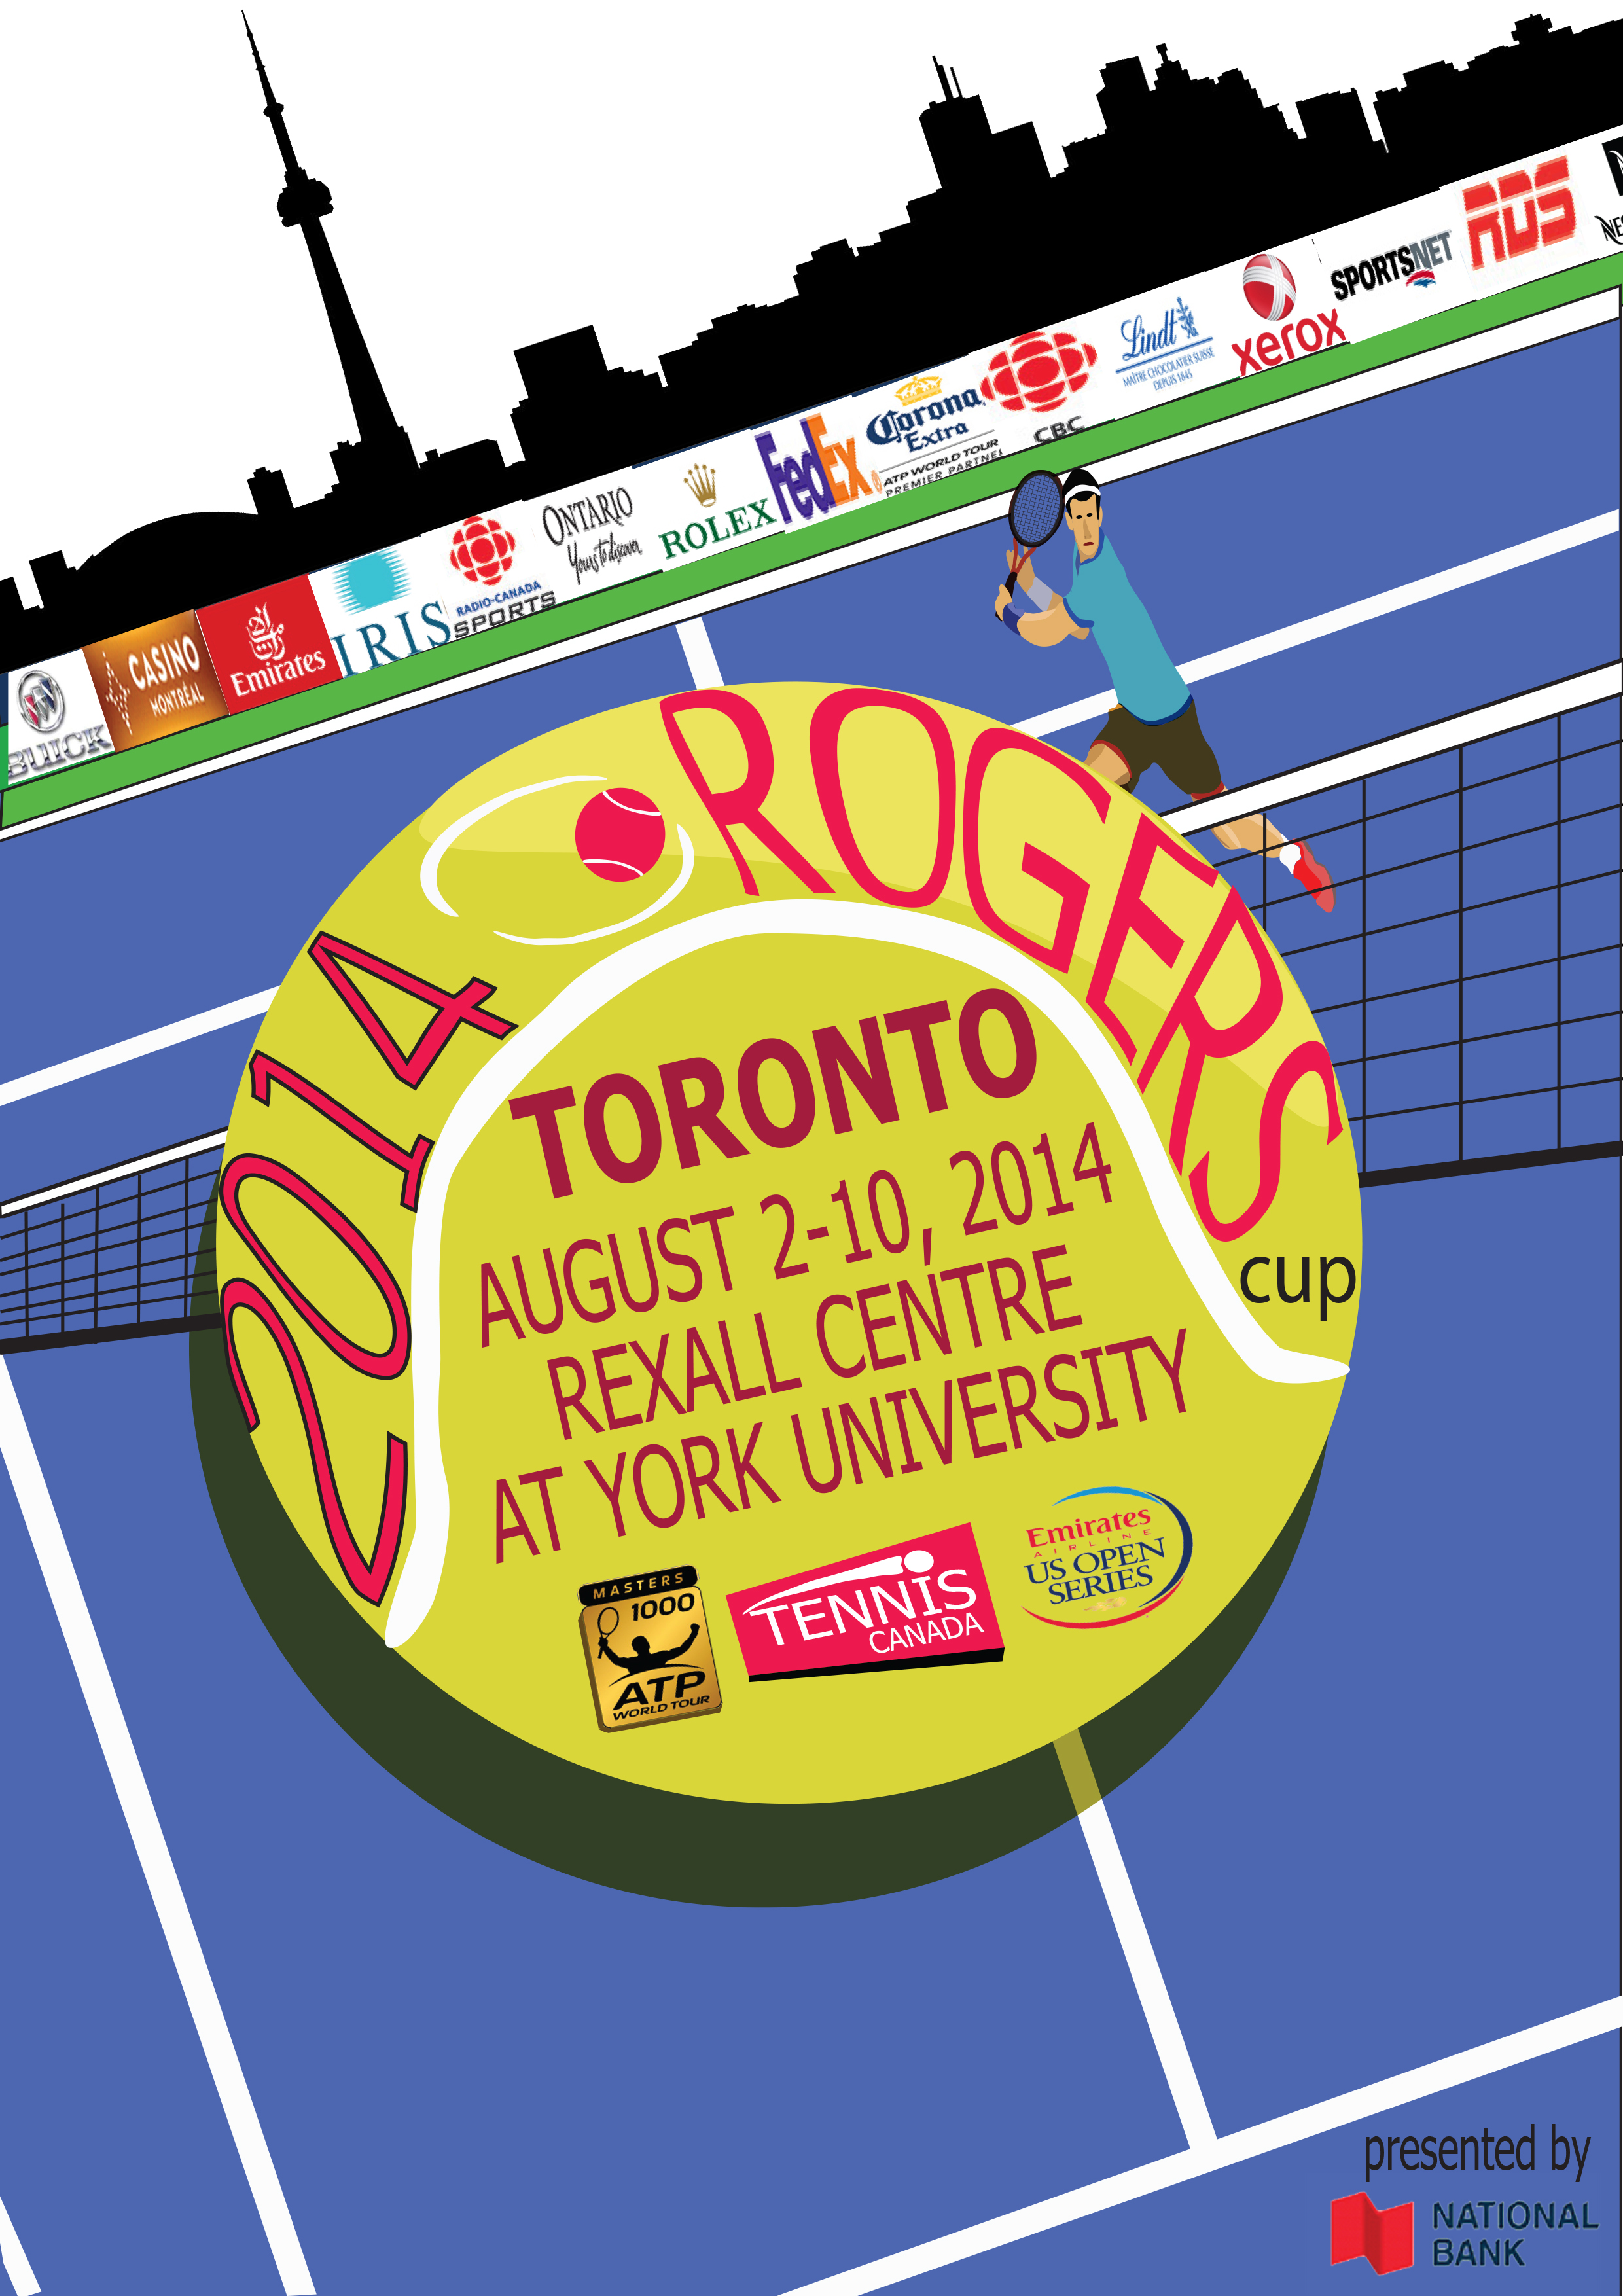 BUICK
CASINO
MONTRÉAL
Emirates
IRIS
RADIO-CANADA
SPORTS
ONTARIO
Yours to discover
ROLEX
FedEx
Corona
Extra
ATP WORLD TOUR
PREMIER PARTNER
CBC
Lindt
MAÎTRE CHOCOLATIER SUISSE
DEPUIS 1845
xerox
SPORTSNET
RDS
2014
ROGERS
cup
TORONTO
AUGUST 2-10, 2014
REXALL CENTRE
AT YORK UNIVERSITY
MASTERS
1000
ATP
WORLD TOUR
TENNIS
CANADA
Emirates
AIRLINE
US OPEN
SERIES
presented by
NATIONAL
BANK